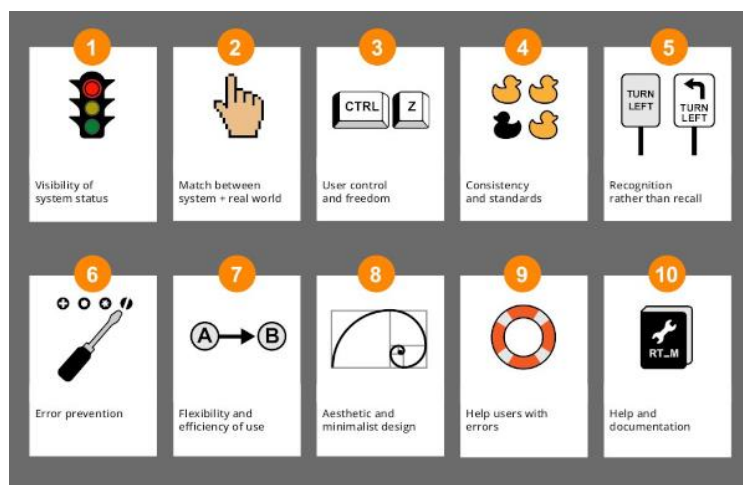 1
2
3
4
5
CTRL
Z
TURN
LEFT
TURN
LEFT
Visibility of
system status
Match between
system + real world
User control
and freedom
Consistency
and standards
Recognition
rather than recall
6
7
8
9
10
A
B
RT_M
Error prevention
Flexibility and
efficiency of use
Aesthetic and
minimalist design
Help users with
errors
Help and
documentation